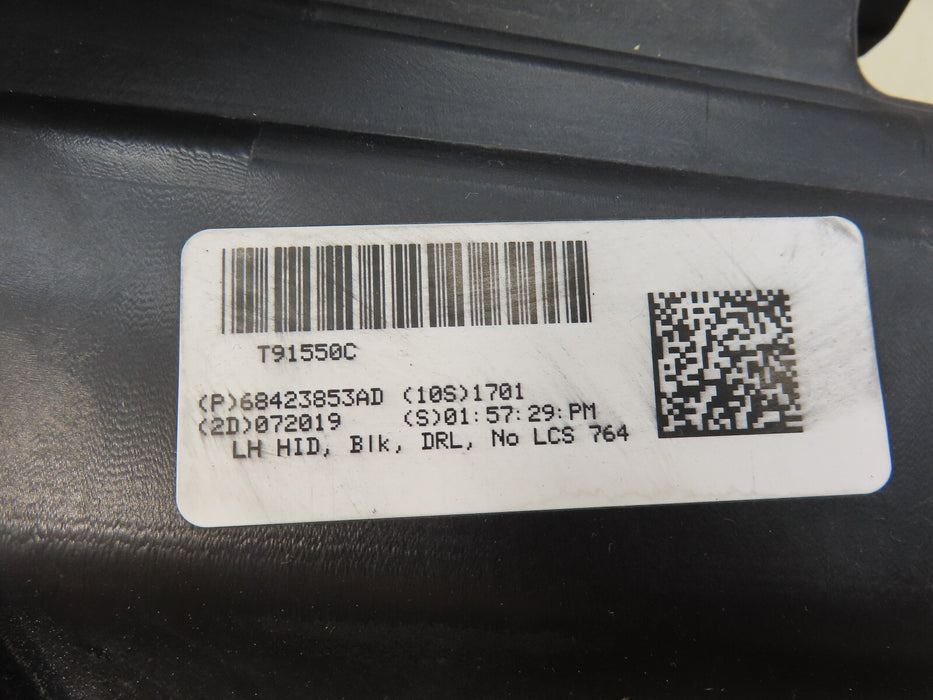 T91550C
(P)68423853AD (10S)1701
(2D)072019 (S)01:57:29:PM
LH HID, Blk, DRL, No LCS 764